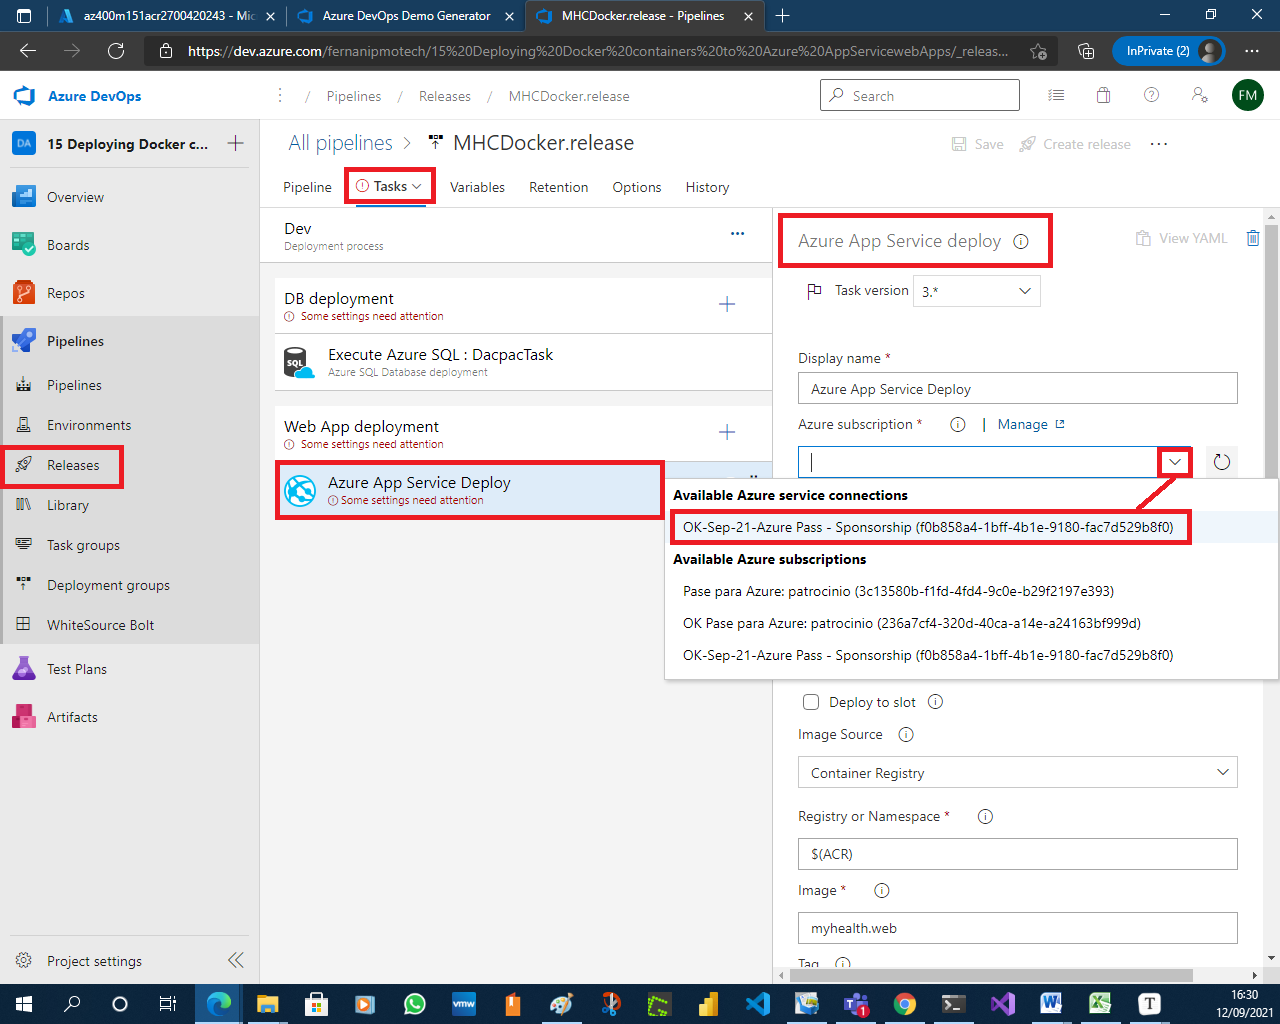 az400m151acr2700420243 - Mic
Azure DevOps Demo Generator
MHCDocker.release - Pipelines
https://dev.azure.com/fernanipmotech/15%20Deploying%20Docker%20containers%20to%20Azure%20AppServicewebApps/_releas...
InPrivate (2)
Azure DevOps
/ Pipelines / Releases / MHCDocker.release
Search
FM
DA
15 Deploying Docker c...
All pipelines > MHCDocker.release
Save
Create release
Pipeline
Tasks
Variables
Retention
Options
History
Overview
Boards
Repos
Pipelines
Pipelines
Environments
Releases
Library
Task groups
Deployment groups
WhiteSource Bolt
Test Plans
Artifacts
Project settings
Dev
Deployment process
DB deployment
Some settings need attention
SQL
Execute Azure SQL : DacpacTask
Azure SQL Database deployment
Web App deployment
Some settings need attention
Azure App Service Deploy
Some settings need attention
Azure App Service deploy
View YAML
Task version
3.*
Display name *
Azure App Service Deploy
Azure subscription *
| Manage
Available Azure service connections
OK-Sep-21-Azure Pass - Sponsorship (f0b858a4-1bff-4b1e-9180-fac7d529b8f0)
Available Azure subscriptions
Pase para Azure: patrocinio (3c13580b-f1fd-4fd4-9c0e-b29f2197e393)
OK Pase para Azure: patrocinio (236a7cf4-320d-40ca-a14e-a24163bf999d)
OK-Sep-21-Azure Pass - Sponsorship (f0b858a4-1bff-4b1e-9180-fac7d529b8f0)
Deploy to slot
Image Source
Container Registry
Registry or Namespace *
$(ACR)
Image *
myhealth.web
Tag
vmw
1
T
16:30
12/09/2021